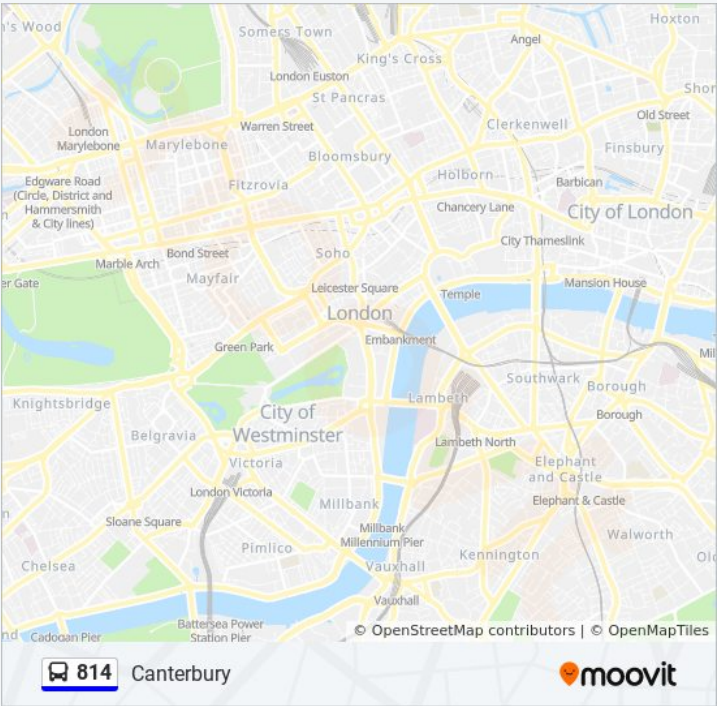 n's Wood
Somers Town
Hoxton
Angel
King's Cross
London Euston
St Pancras
Shor
Old Street
Warren Street
Clerkenwell
London
Marylebone
Marylebone
Finsbury
Bloomsbury
Holborn
Edgware Road
(Circle, District and
Hammersmith
& City lines)
Fitzrovia
Barbican
Chancery Lane
City of London
City Thameslink
Bond Street
Soho
Marble Arch
Mayfair
er Gate
Leicester Square
Temple
Mansion House
London
Embankment
Green Park
Mil
Southwark
Borough
Knightsbridge
Lambeth
City of
Westminster
Borough
Belgravia
Lambeth North
Victoria
Elephant
and Castle
London Victoria
Elephant & Castle
Millbank
Sloane Square
Millbank
Millennium Pier
Walworth
Pimlico
Kennington
Chelsea
Vauxhall
Vauxhall
Battersea Power
Station Pier
nd
Cadogan Pier
© OpenStreetMap contributors | © OpenMapTiles
814 Canterbury
moovit